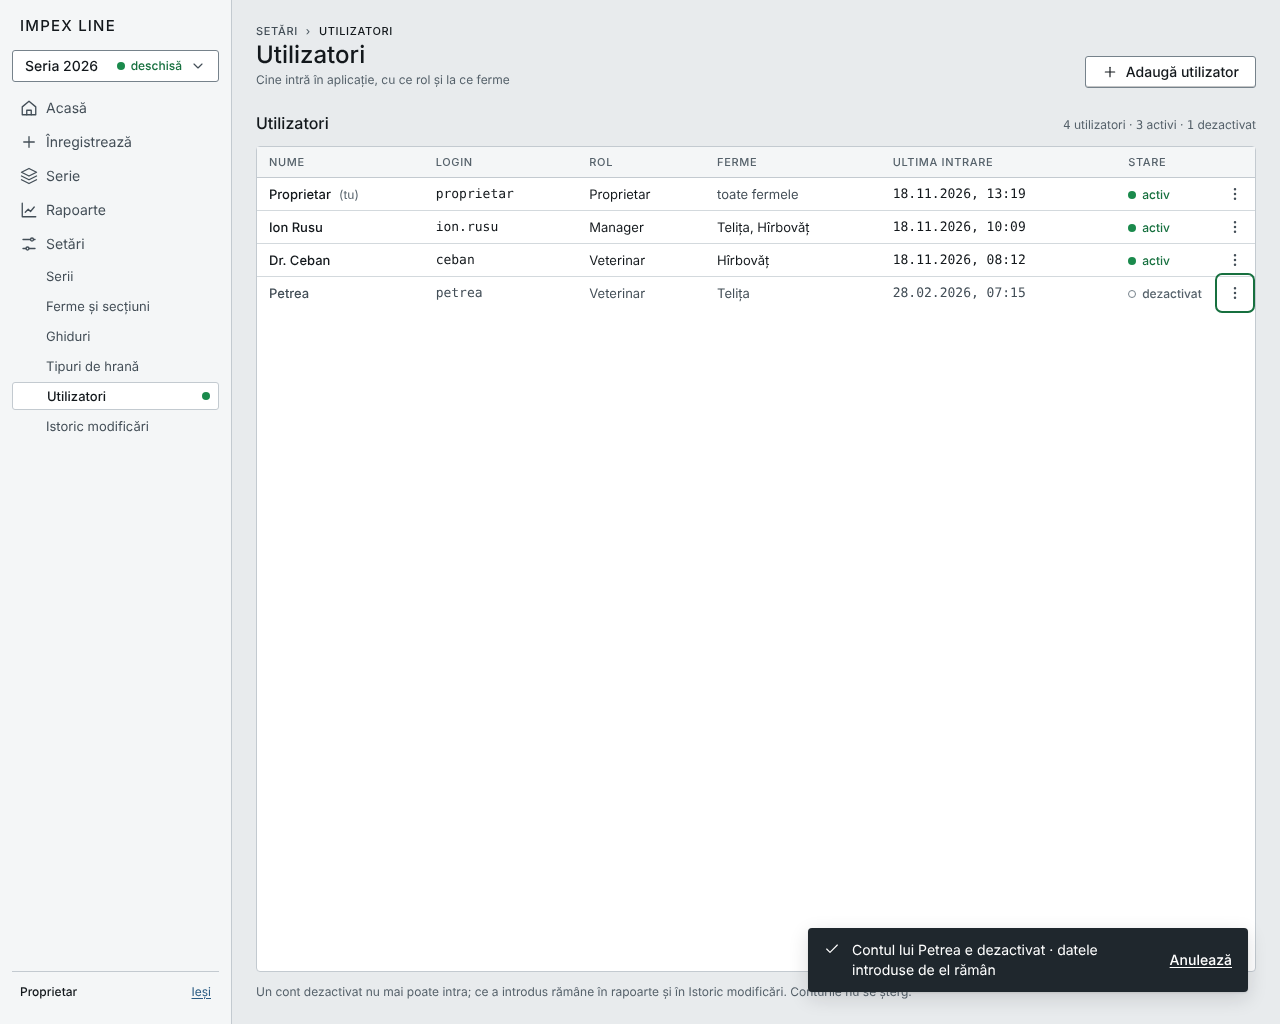 IMPEX LINE
Seria 2026 deschisă
Acasă
Înregistrează
Serie
Rapoarte
Setări
Serii
Ferme și secțiuni
Ghiduri
Tipuri de hrană
Utilizatori
Istoric modificări
Proprietar Ieși
SETĂRI › UTILIZATORI
Utilizatori
Cine intră în aplicație, cu ce rol și la ce ferme
+ Adaugă utilizator
Utilizatori
4 utilizatori · 3 activi · 1 dezactivat
NUME LOGIN ROL FERME ULTIMA INTRARE STARE
Proprietar (tu) proprietar Proprietar toate fermele 18.11.2026, 13:19 activ
Ion Rusu ion.rusu Manager Telița, Hîrbovăț 18.11.2026, 10:09 activ
Dr. Ceban ceban Veterinar Hîrbovăț 18.11.2026, 08:12 activ
Petrea petrea Veterinar Telița 28.02.2026, 07:15 dezactivat
Contul lui Petrea e dezactivat · datele
introduse de el rămân
Anulează
Un cont dezactivat nu mai poate intra; ce a introdus rămâne în rapoarte și în Istoric modificări. Conturile nu se șterg.